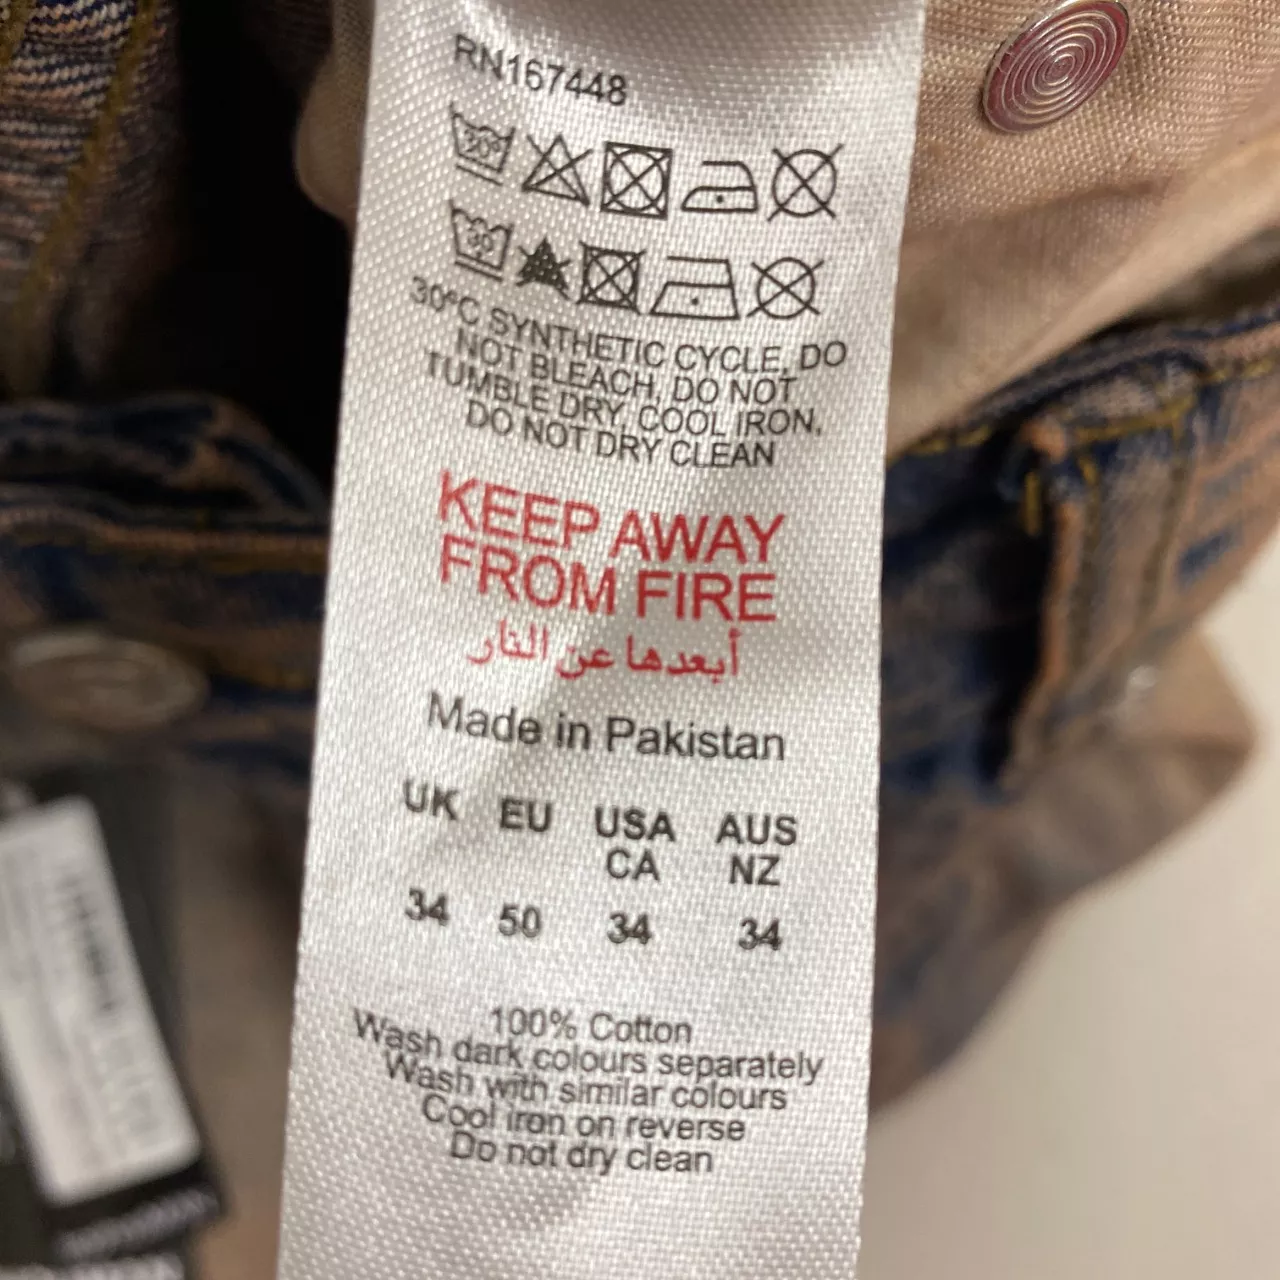 RN167448
30°
30
30°C SYNTHETIC CYCLE, DO
NOT BLEACH, DO NOT
TUMBLE DRY, COOL IRON,
DO NOT DRY CLEAN
KEEP AWAY
FROM FIRE
أبعدها عن النار
Made in Pakistan
UK EU USA AUS
CA NZ
34 50 34 34
100% Cotton
Wash dark colours separately
Wash with similar colours
Cool iron on reverse
Do not dry clean